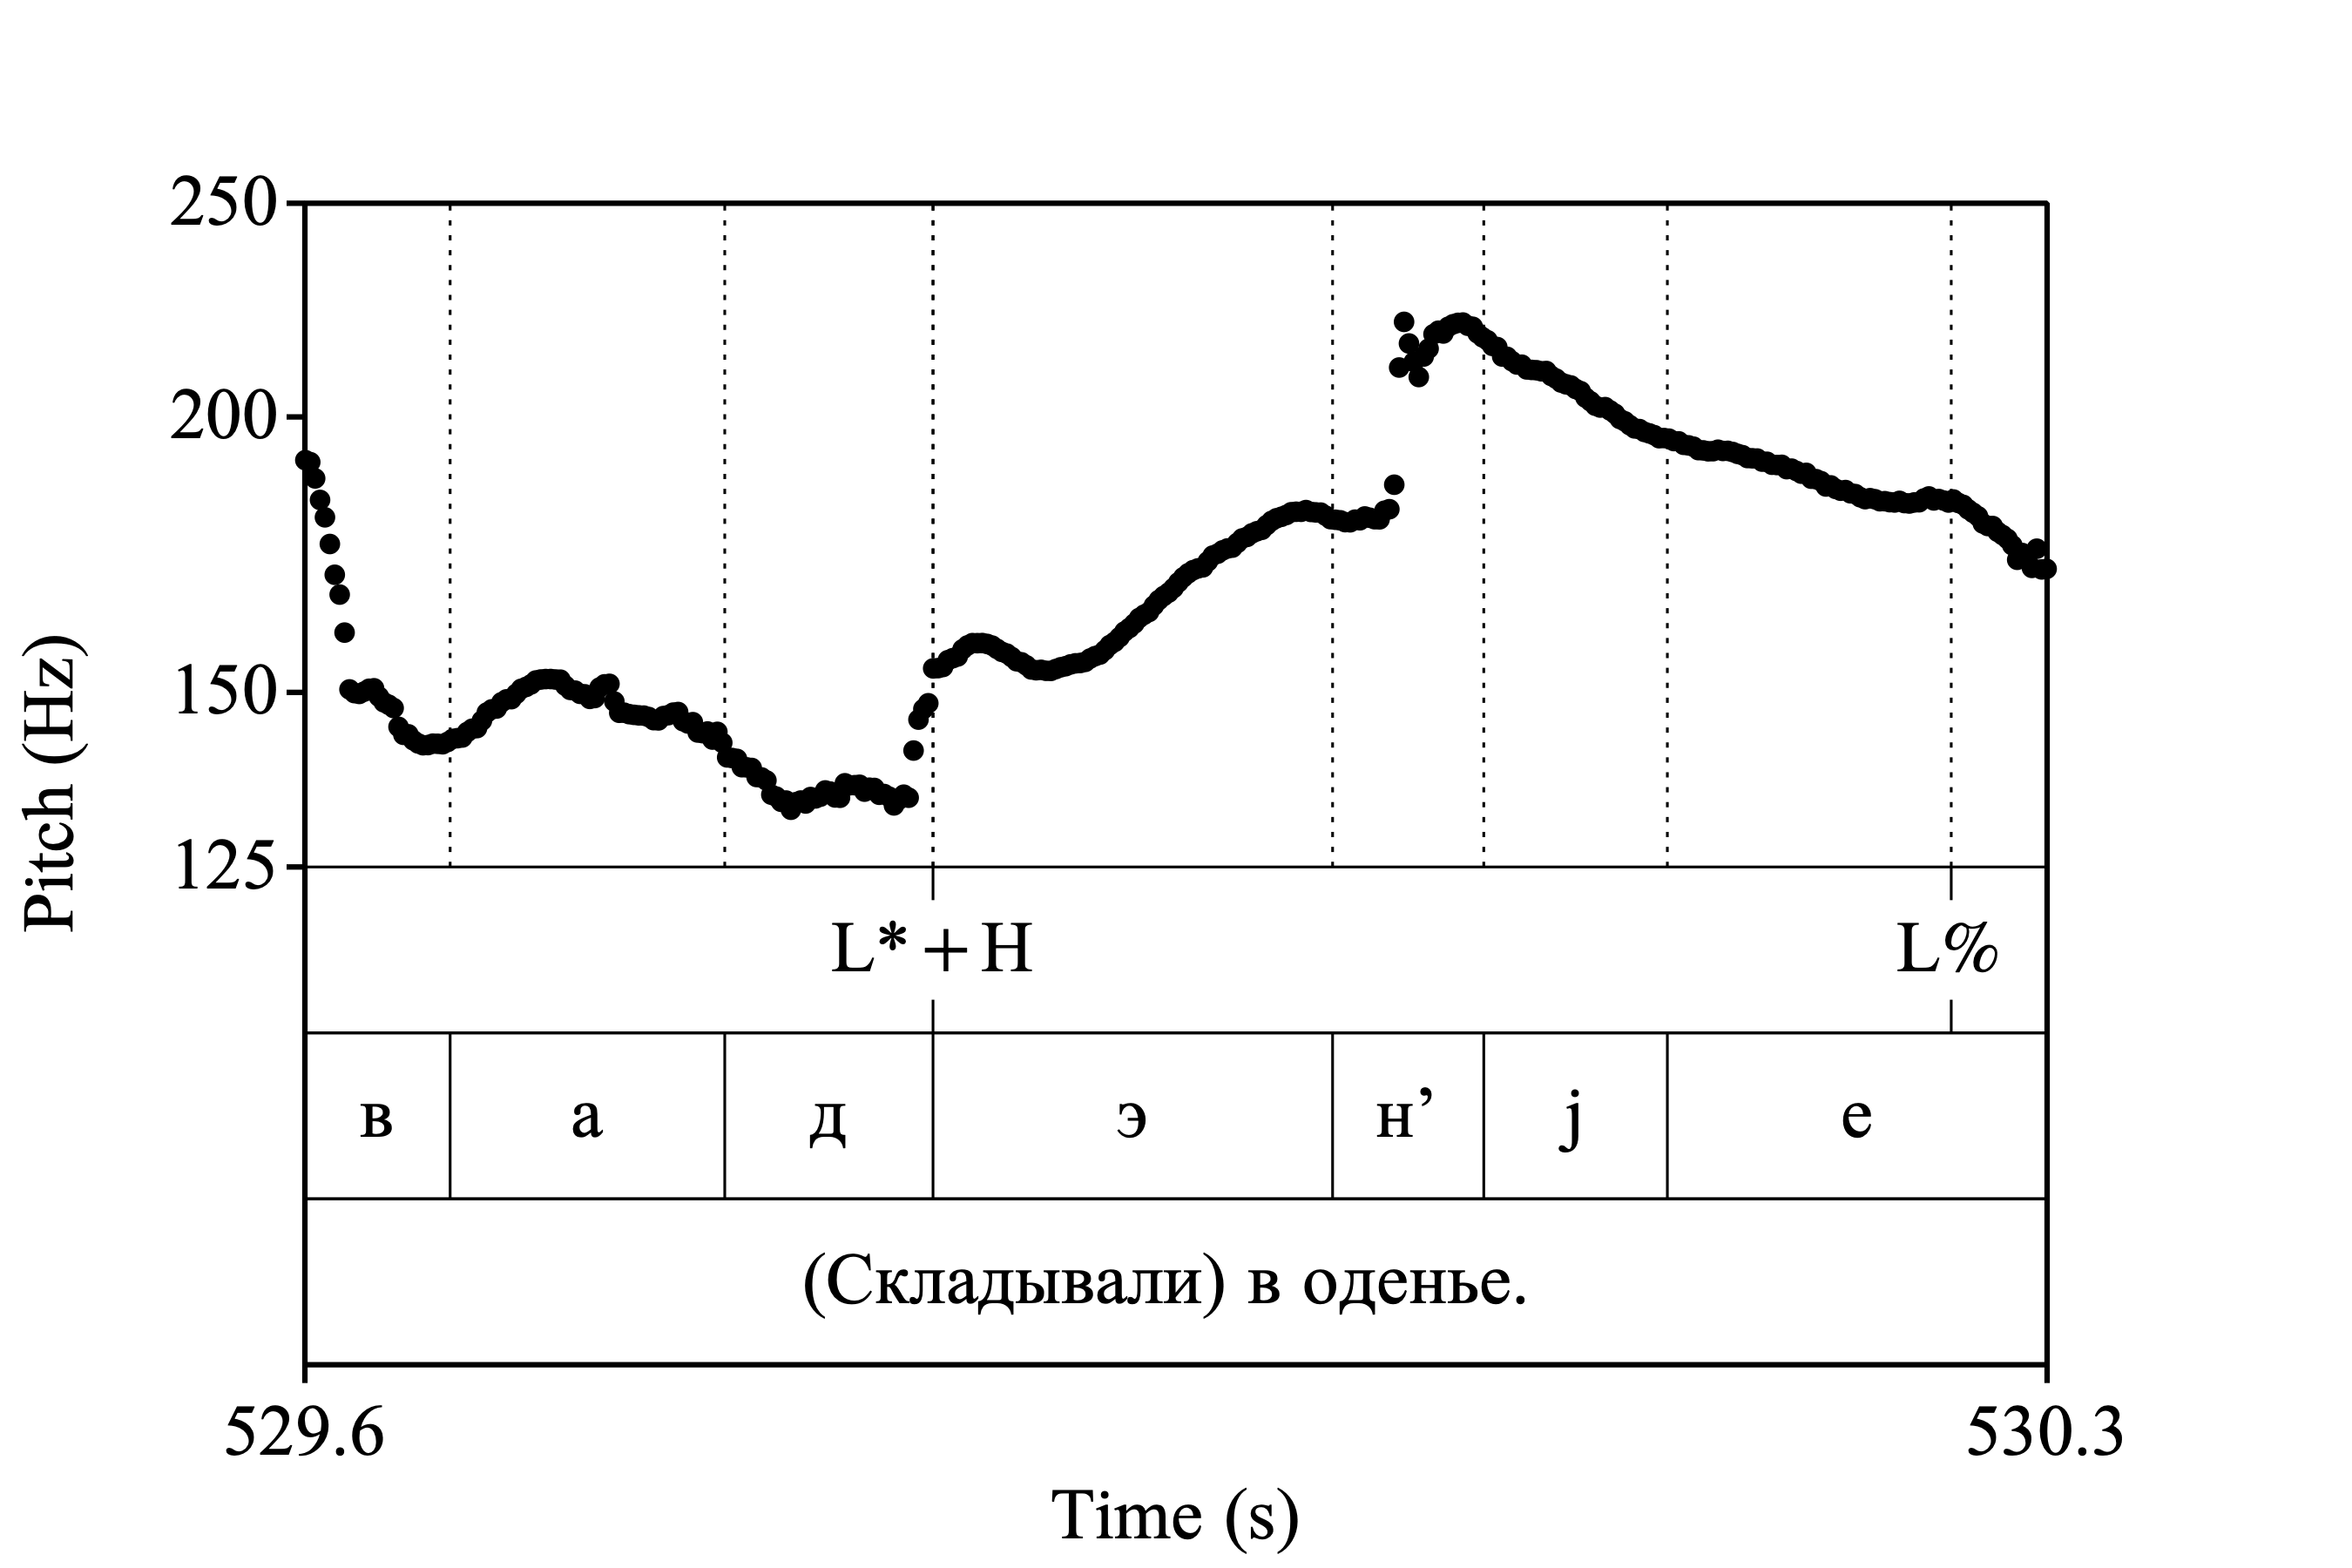 250
200
150
125
Pitch (Hz)
L*+H L%
в а д э н’ j е
(Складывали) в оденье.
529.6 530.3
Time (s)